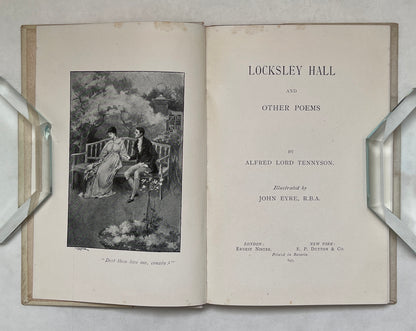 "Dost thou love me, cousin?"
LOCKSLEY HALL
AND
OTHER POEMS
BY
ALFRED LORD TENNYSON.
Illustrated by
JOHN EYRE, R.B.A.
LONDON: NEW YORK:
ERNEST NISTER. E. P. DUTTON & CO.
Printed in Bavaria.